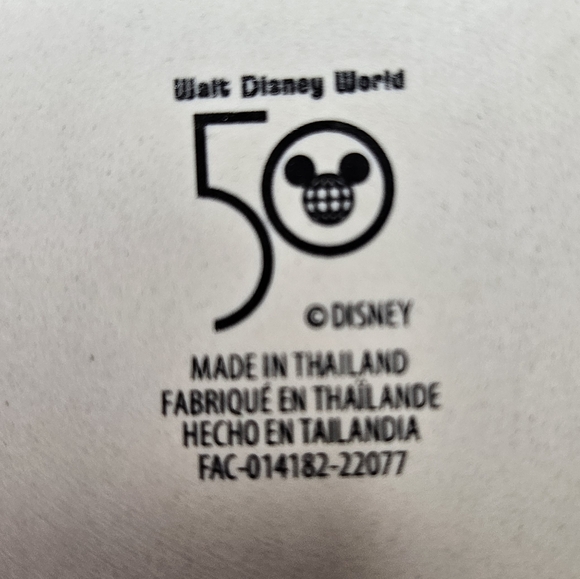 Walt Disney World
50
© DISNEY
MADE IN THAILAND
FABRIQUÉ EN THAÏLANDE
HECHO EN TAILANDIA
FAC-014182-22077